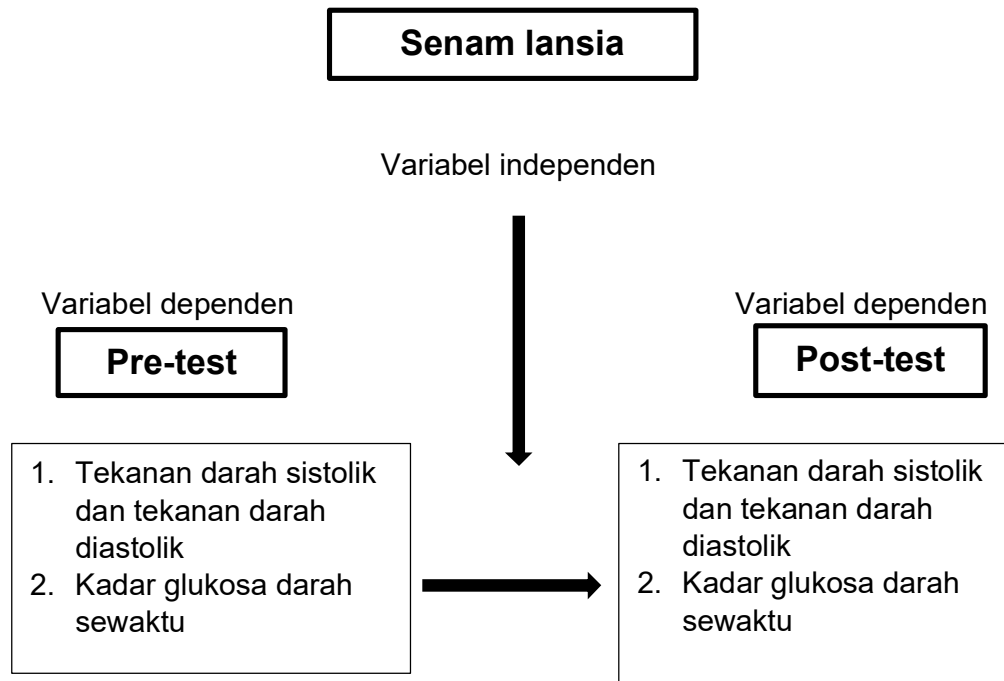 Senam lansia
Variabel independen
Variabel dependen
Pre-test
1. Tekanan darah sistolik
dan tekanan darah
diastolik
2. Kadar glukosa darah
sewaktu
Variabel dependen
Post-test
1. Tekanan darah sistolik
dan tekanan darah
diastolik
2. Kadar glukosa darah
sewaktu